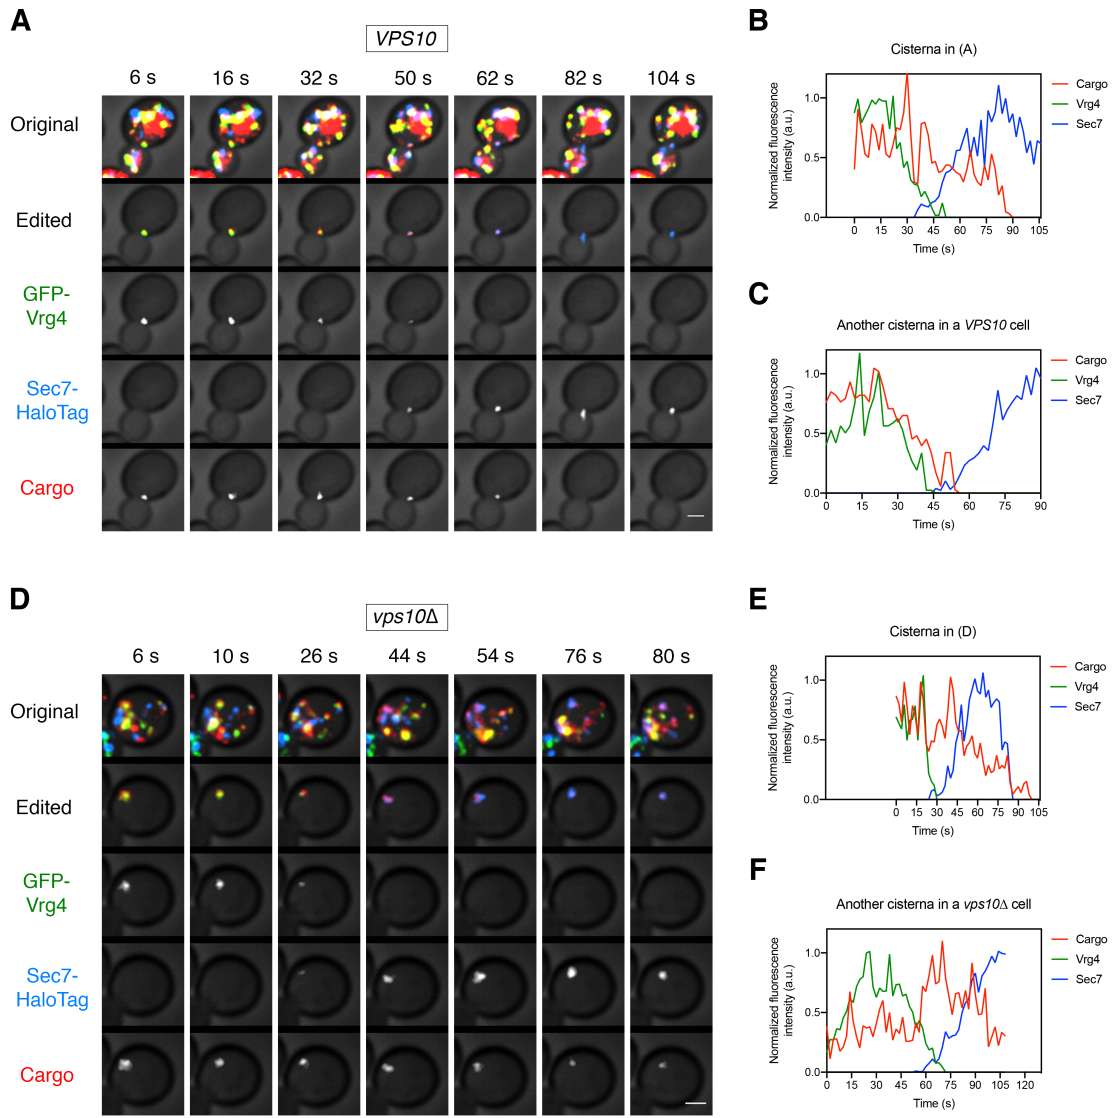 A
VPS10
6 s 16 s 32 s 50 s 62 s 82 s 104 s
Original
Edited
GFP-
Vrg4
Sec7-
HaloTag
Cargo
B
Cisterna in (A)
Normalized fluorescence
intensity (a.u.)
1.0
0.5
0.0
0 15 30 45 60 75 90 105
Time (s)
Cargo
Vrg4
Sec7
C
Another cisterna in a VPS10 cell
Normalized fluorescence
intensity (a.u.)
1.0
0.5
0.0
0 15 30 45 60 75 90
Time (s)
Cargo
Vrg4
Sec7
D
vps10Δ
6 s 10 s 26 s 44 s 54 s 76 s 80 s
Original
Edited
GFP-
Vrg4
Sec7-
HaloTag
Cargo
E
Cisterna in (D)
Normalized fluorescence
intensity (a.u.)
1.0
0.5
0.0
0 15 30 45 60 75 90 105
Time (s)
Cargo
Vrg4
Sec7
F
Another cisterna in a vps10Δ cell
Normalized fluorescence
intensity (a.u.)
1.0
0.5
0.0
0 15 30 45 60 75 90 105 120
Time (s)
Cargo
Vrg4
Sec7